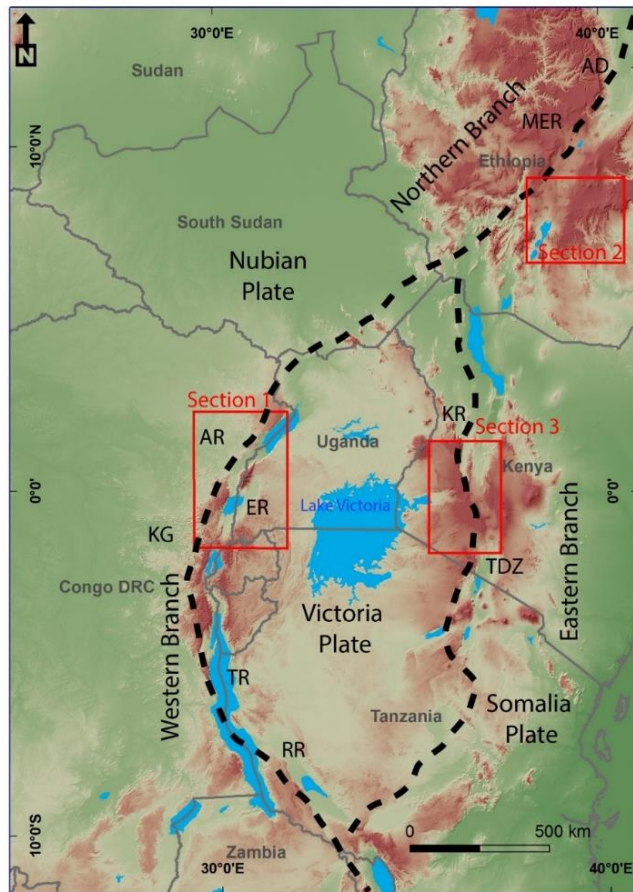 30°0'E
40°0'E
N
Sudan
AD
MER
10°0'N
Northern Branch
Ethiopia
South Sudan
Section 2
Nubian
Plate
Section 1
KR
AR
Section 3
Uganda
Kenya
0°0'
0°0'
ER
Lake Victoria
KG
TDZ
Eastern Branch
Congo DRC
Victoria
Plate
Western Branch
TR
Somalia
Plate
Tanzania
RR
10°0'S
0
500 km
Zambia
30°0'E
40°0'E